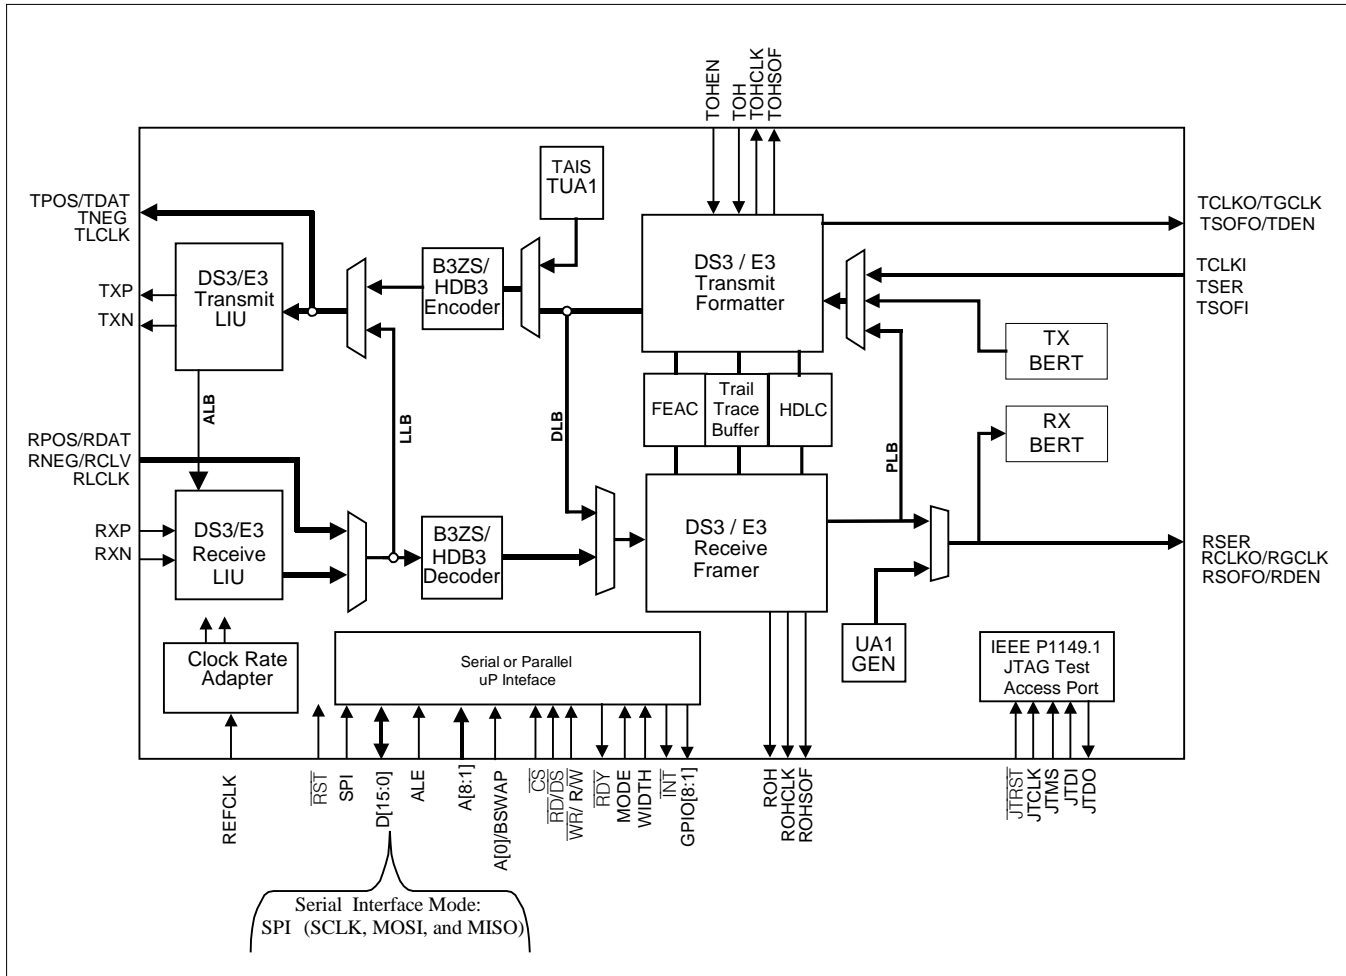 TOHEN
TOH
TOHCLK
TOHSOF
TAIS
TUA1
TPOS/TDAT
TNEG
TLCLK
TCLKO/TGCLK
TSOFO/TDEN
DS3/E3
Transmit
LIU
B3ZS/
HDB3
Encoder
DS3 / E3
Transmit
Formatter
TCLKI
TSER
TSOFI
TXP
TXN
TX
BERT
ALB
LLB
DLB
FEAC
Trail
Trace
Buffer
HDLC
PLB
RX
BERT
RPOS/RDAT
RNEG/RCLV
RLCLK
RXP
RXN
DS3/E3
Receive
LIU
B3ZS/
HDB3
Decoder
DS3 / E3
Receive
Framer
RSER
RCLKO/RGCLK
RSOFO/RDEN
Clock Rate
Adapter
Serial or Parallel
uP Inteface
UA1
GEN
IEEE P1149.1
JTAG Test
Access Port
REFCLK
RST
SPI
D[15:0]
ALE
A[8:1]
A[0]/BSWAP
CS
RD/DS
WR/ R/W
RDY
MODE
WIDTH
INT
GPIO[8:1]
ROH
ROHCLK
ROHSOF
JTRST
JTCLK
JTMS
JTDI
JTDO
Serial Interface Mode:
SPI (SCLK, MOSI, and MISO)